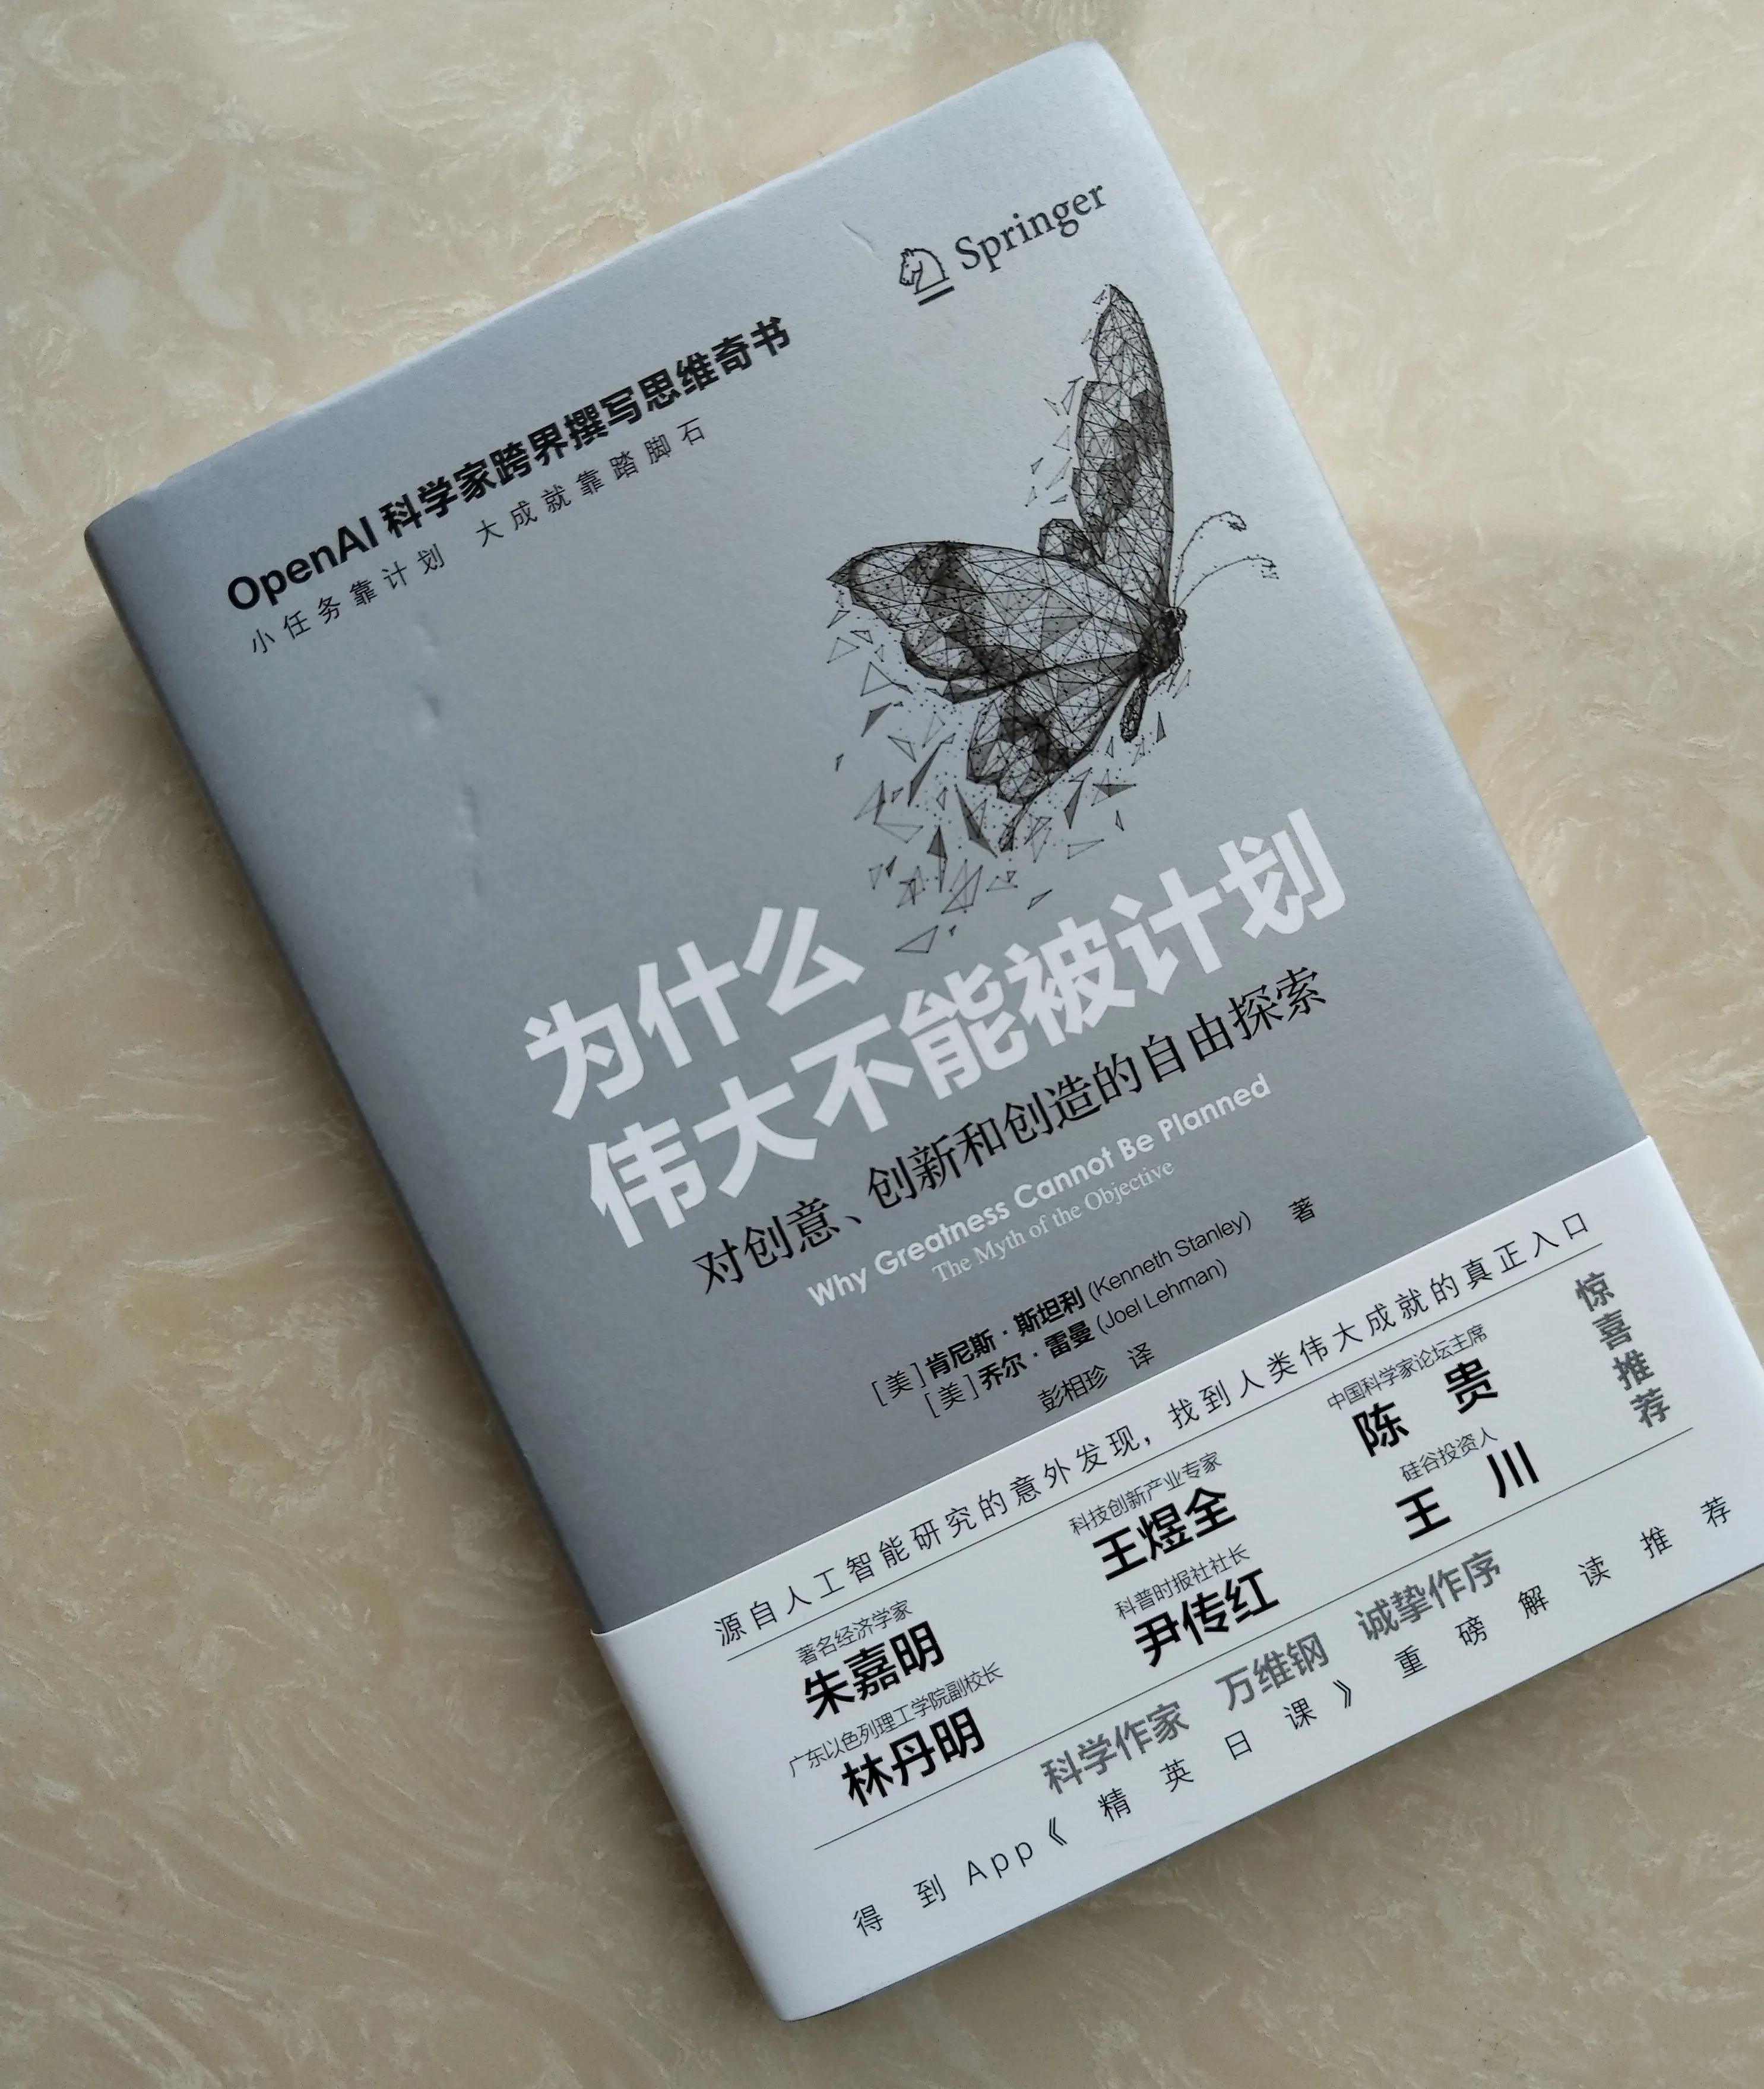 Springer
OpenAI 科学家跨界撰写思维奇书
小任务靠计划 大成就靠踏脚石
为什么
伟大不能被计划
对创意、创新和创造的自由探索
Why Greatness Cannot Be Planned
The Myth of the Objective
[美] 肯尼斯·斯坦利 (Kenneth Stanley) 著
[美] 乔尔·雷曼 (Joel Lehman)
彭相珍 译
源自人工智能研究的意外发现，找到人类伟大成就的真正入口
著名经济学家 科技创新产业专家 中国科学家论坛主席
朱嘉明 王煜全 陈贵
广东以色列理工学院副校长 科普时报社社长 硅谷投资人
林丹明 尹传红 王川
惊喜推荐
科学作家 万维钢 诚挚作序
得到App《精英日课》重磅解读推荐